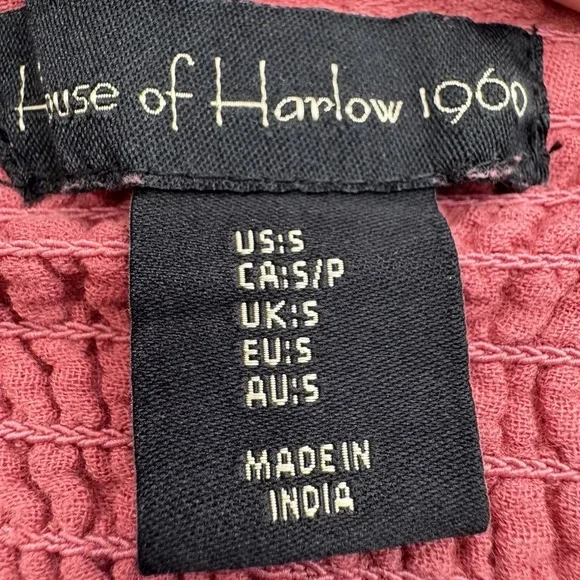 House of Harlow 1960
US:S
CA:S/P
UK:S
EU:S
AU:S
MADE IN
INDIA